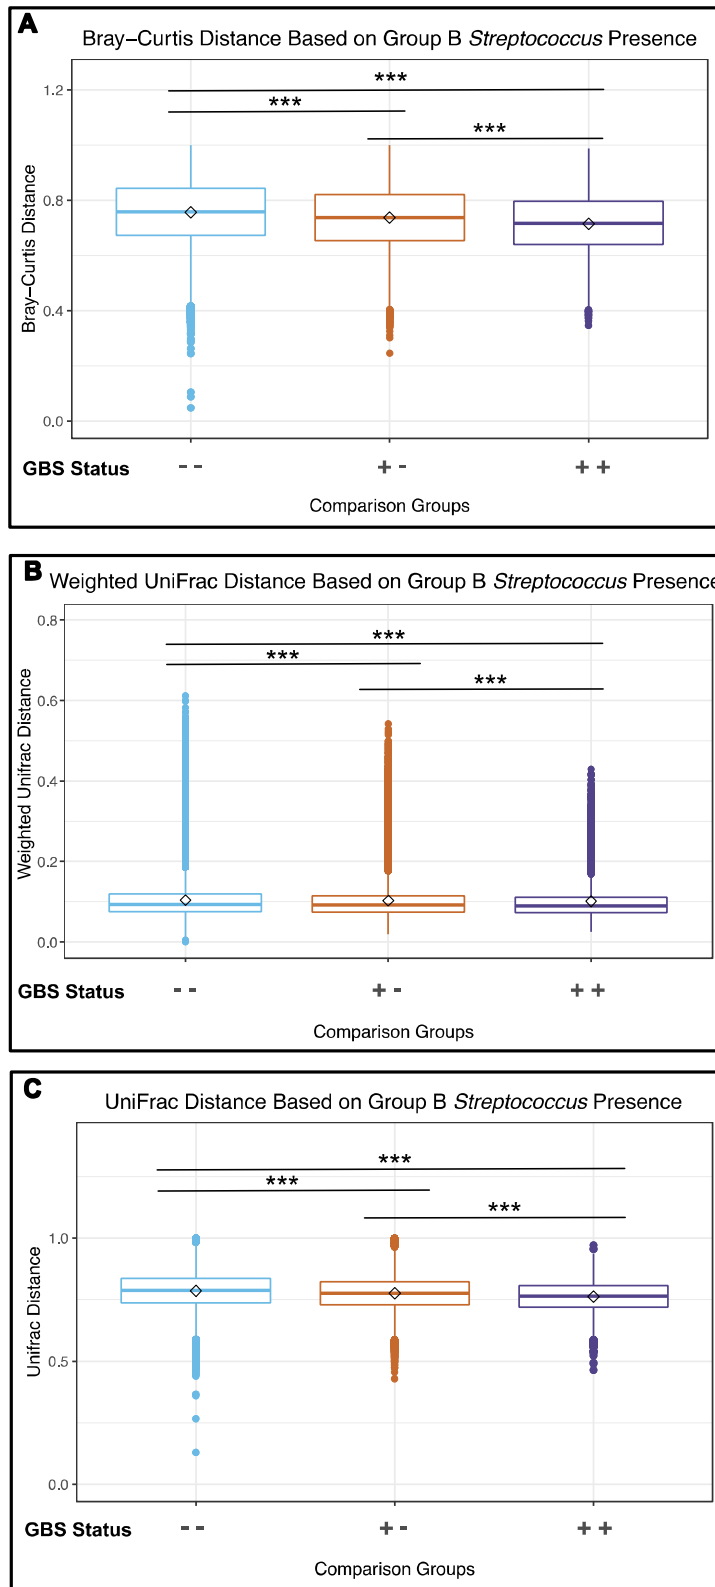 A
Bray–Curtis Distance Based on Group B Streptococcus Presence
***
***
***
1.2
0.8
0.4
0.0
Bray–Curtis Distance
GBS Status
- -
+ -
+ +
Comparison Groups
B
Weighted UniFrac Distance Based on Group B Streptococcus Presence
***
***
***
0.8
0.6
0.4
0.2
0.0
Weighted Unifrac Distance
GBS Status
- -
+ -
+ +
Comparison Groups
C
UniFrac Distance Based on Group B Streptococcus Presence
***
***
***
1.0
0.5
0.0
Unifrac Distance
GBS Status
- -
+ -
+ +
Comparison Groups